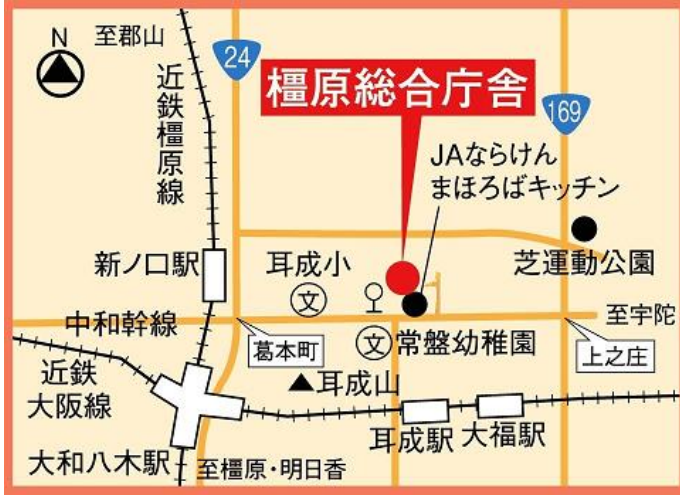 N
至郡山
24
近鉄橿原線
橿原総合庁舎
169
JAならけん
まほろばキッチン
新ノ口駅
耳成小
文
芝運動公園
中和幹線
至宇陀
葛本町
文
常盤幼稚園
上之庄
近鉄
大阪線
耳成山
耳成駅
大福駅
大和八木駅
至橿原・明日香